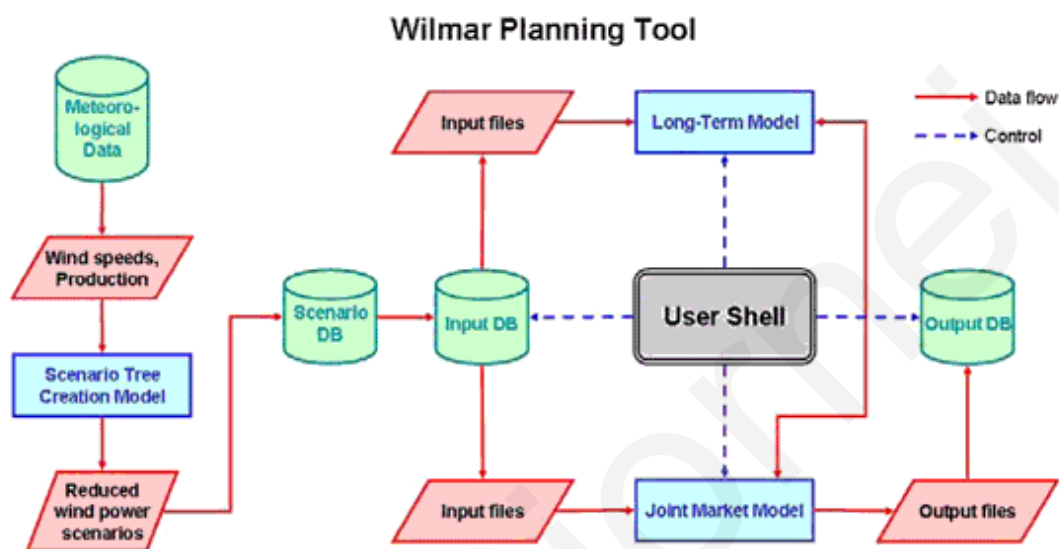 Wilmar Planning Tool
Meteoro-
logical
Data
Input files
Long-Term Model
Data flow
Control
Wind speeds,
Production
Scenario
DB
Input DB
User Shell
Output DB
Scenario Tree
Creation Model
Reduced
wind power
scenarios
Input files
Joint Market Model
Output files